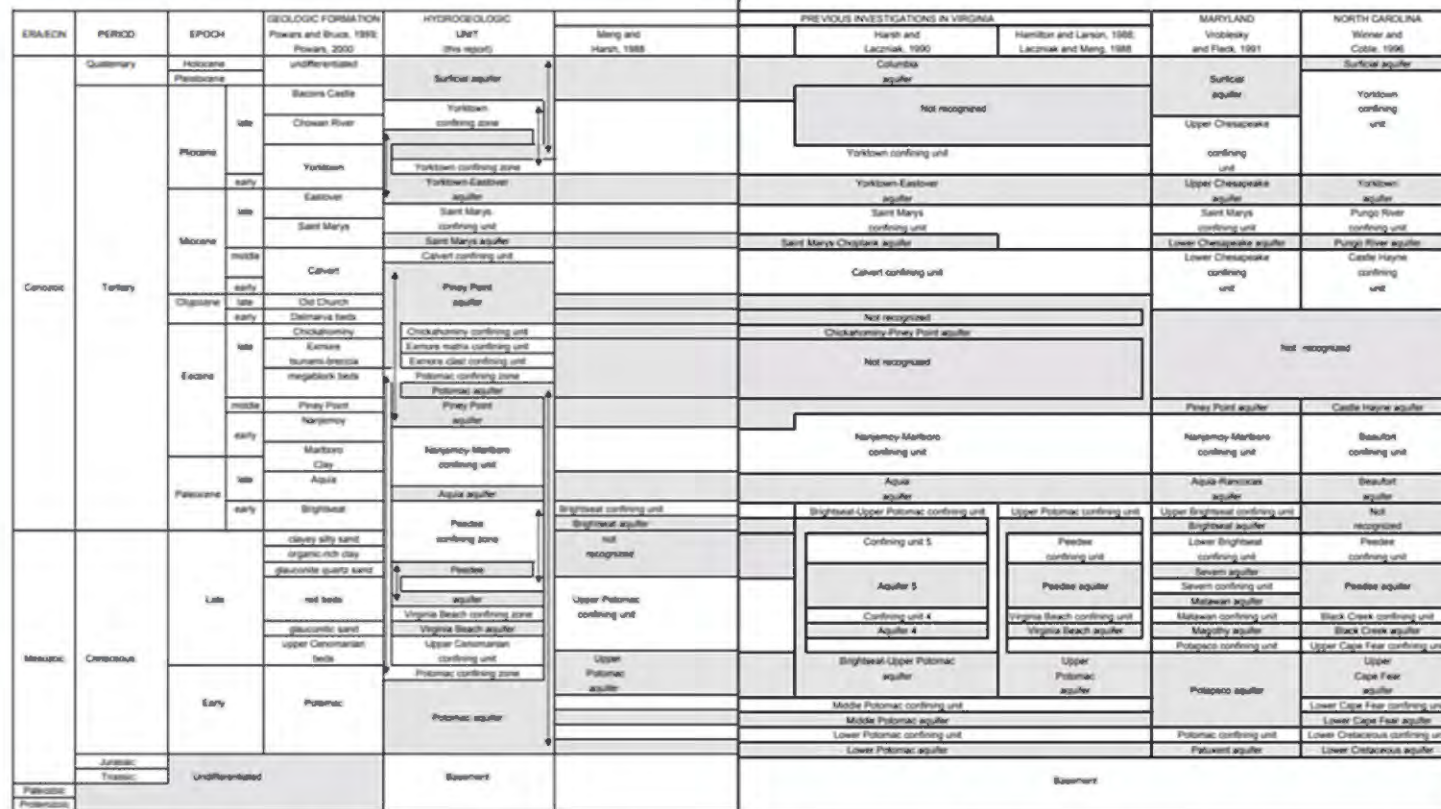 ERA/EON
PERIOD
EPOCH
GEOLOGIC FORMATION
Powars and Bruce, 1999;
Powars, 2000
HYDROGEOLOGIC
UNIT
(this report)
Meng and
Harsh, 1988
PREVIOUS INVESTIGATIONS IN VIRGINIA
Harsh and
Laczniak, 1990
Hamilton and Larson, 1988;
Laczniak and Meng, 1988
MARYLAND
Vroblesky
and Fleck, 1991
NORTH CAROLINA
Winner and
Coble, 1996
Cenozoic
Mesozoic
Paleozoic
Proterozoic
Quaternary
Tertiary
Cretaceous
Jurassic
Triassic
Holocene
Pleistocene
Pliocene
late
early
Miocene
late
middle
early
Oligocene
late
early
Eocene
late
middle
early
Paleocene
late
early
Late
Early
Undifferentiated
undifferentiated
Bacons Castle
Chowan River
Yorktown
Eastover
Saint Marys
Calvert
Old Church
Delmarva beds
Chickahominy
Exmore
tsunami-breccia
megablock beds
Piney Point
Nanjemoy
Marlboro
Clay
Aquia
Brightseat
clayey silty sand
organic-rich clay
glauconite quartz sand
red beds
glauconitic sand
upper Cenomanian
beds
Potomac
Surficial aquifer
Yorktown
confining zone
Yorktown confining zone
Yorktown-Eastover
aquifer
Saint Marys
confining unit
Saint Marys aquifer
Calvert confining unit
Piney Point
aquifer
Chickahominy confining unit
Exmore matrix confining unit
Exmore clast confining unit
Potomac confining zone
Potomac aquifer
Piney Point
aquifer
Nanjemoy-Marlboro
confining unit
Aquia aquifer
Peedee
confining zone
Peedee
aquifer
Virginia Beach confining zone
Virginia Beach aquifer
Upper Cenomanian
confining unit
Potomac confining zone
Potomac aquifer
Basement
Brightseat confining unit
Brightseat aquifer
not
recognized
Upper Potomac
confining unit
Upper
Potomac
aquifer
Columbia
aquifer
Not recognized
Yorktown confining unit
Yorktown-Eastover
aquifer
Saint Marys
confining unit
Saint Marys Choptank aquifer
Calvert confining unit
Not recognized
Chickahominy-Piney Point aquifer
Not recognized
Nanjemoy-Marlboro
confining unit
Aquia
aquifer
Brightseat-Upper Potomac confining unit
Confining unit 5
Aquifer 5
Confining unit 4
Aquifer 4
Brightseat-Upper Potomac
aquifer
Upper Potomac confining unit
Peedee
confining unit
Peedee aquifer
Virginia Beach confining unit
Virginia Beach aquifer
Upper
Potomac
aquifer
Middle Potomac confining unit
Middle Potomac aquifer
Lower Potomac confining unit
Lower Potomac aquifer
Basement
Surficial
aquifer
Upper Chesapeake
confining
unit
Upper Chesapeake
aquifer
Saint Marys
confining unit
Lower Chesapeake aquifer
Lower Chesapeake
confining
unit
Not recognized
Piney Point aquifer
Nanjemoy-Marlboro
confining unit
Aquia-Rancocas
aquifer
Upper Brightseat confining unit
Brightseat aquifer
Lower Brightseat
confining unit
Severn aquifer
Severn confining unit
Matawan aquifer
Matawan confining unit
Magothy aquifer
Patapsco confining unit
Patapsco aquifer
Potomac confining unit
Patuxent aquifer
Surficial aquifer
Yorktown
confining
unit
Yorktown
aquifer
Pungo River
confining unit
Pungo River aquifer
Castle Hayne
confining
unit
Castle Hayne aquifer
Beaufort
confining unit
Beaufort
aquifer
Not
recognized
Peedee
confining unit
Peedee aquifer
Black Creek confining unit
Black Creek aquifer
Upper Cape Fear confining unit
Upper
Cape Fear
aquifer
Lower Cape Fear confining unit
Lower Cape Fear aquifer
Lower Cretaceous confining unit
Lower Cretaceous aquifer